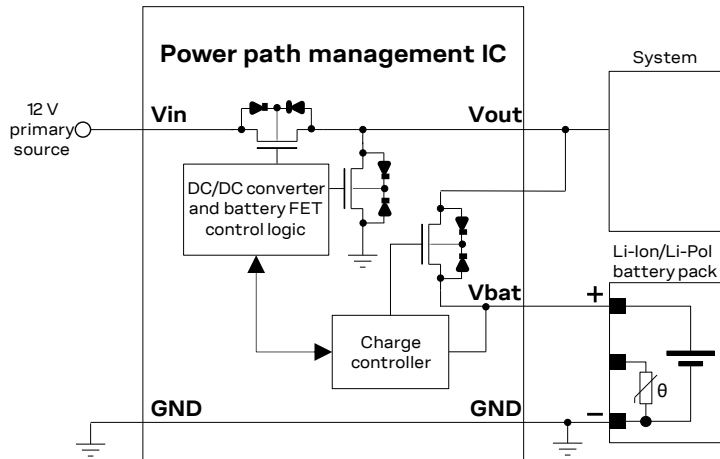 Power path management IC
System
12 V
primary
source
Vin
Vout
DC/DC converter
and battery FET
control logic
Li-Ion/Li-Pol
battery pack
Vbat
+
Charge
controller
θ
GND
GND
−